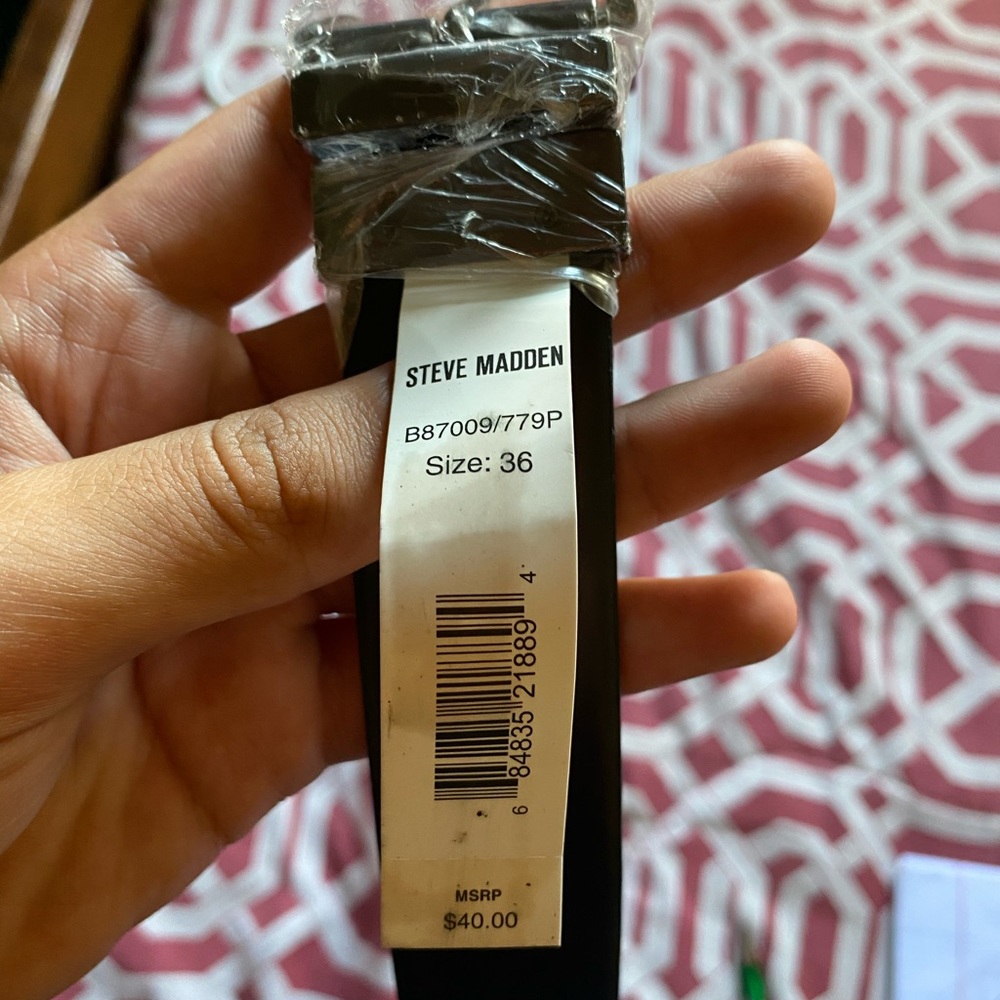 STEVE MADDEN
B87009/779P
Size: 36
6 84835 21889 4
MSRP
$40.00